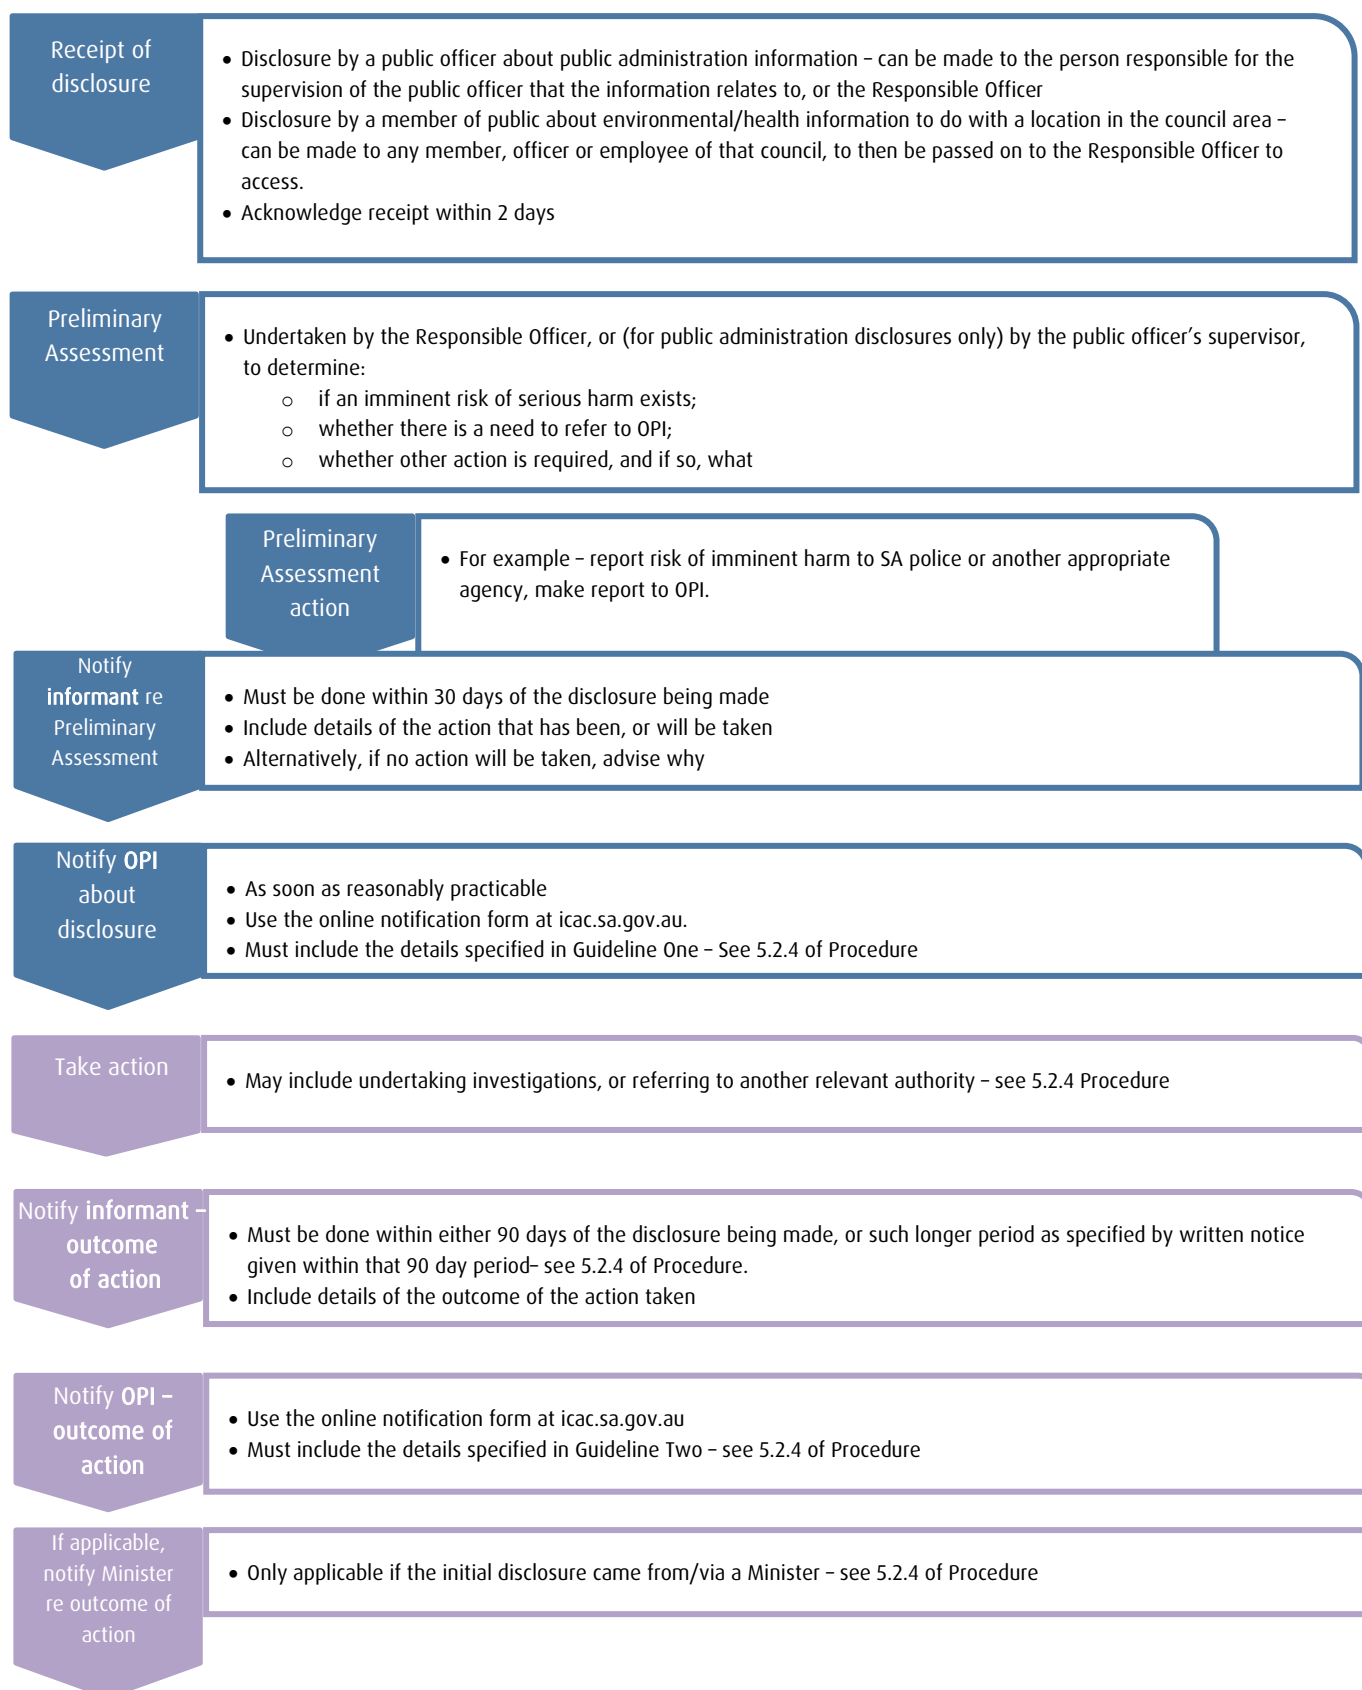 Receipt of
disclosure
• Disclosure by a public officer about public administration information – can be made to the person responsible for the
supervision of the public officer that the information relates to, or the Responsible Officer
• Disclosure by a member of public about environmental/health information to do with a location in the council area –
can be made to any member, officer or employee of that council, to then be passed on to the Responsible Officer to
access.
• Acknowledge receipt within 2 days
Preliminary
Assessment
• Undertaken by the Responsible Officer, or (for public administration disclosures only) by the public officer's supervisor,
to determine:
o if an imminent risk of serious harm exists;
o whether there is a need to refer to OPI;
o whether other action is required, and if so, what
Preliminary
Assessment
action
• For example – report risk of imminent harm to SA police or another appropriate
agency, make report to OPI.
Notify
informant re
Preliminary
Assessment
• Must be done within 30 days of the disclosure being made
• Include details of the action that has been, or will be taken
• Alternatively, if no action will be taken, advise why
Notify OPI
about
disclosure
• As soon as reasonably practicable
• Use the online notification form at icac.sa.gov.au.
• Must include the details specified in Guideline One – See 5.2.4 of Procedure
Take action
• May include undertaking investigations, or referring to another relevant authority – see 5.2.4 Procedure
Notify informant –
outcome
of action
• Must be done within either 90 days of the disclosure being made, or such longer period as specified by written notice
given within that 90 day period– see 5.2.4 of Procedure.
• Include details of the outcome of the action taken
Notify OPI –
outcome of
action
• Use the online notification form at icac.sa.gov.au
• Must include the details specified in Guideline Two – see 5.2.4 of Procedure
If applicable,
notify Minister
re outcome of
action
• Only applicable if the initial disclosure came from/via a Minister – see 5.2.4 of Procedure